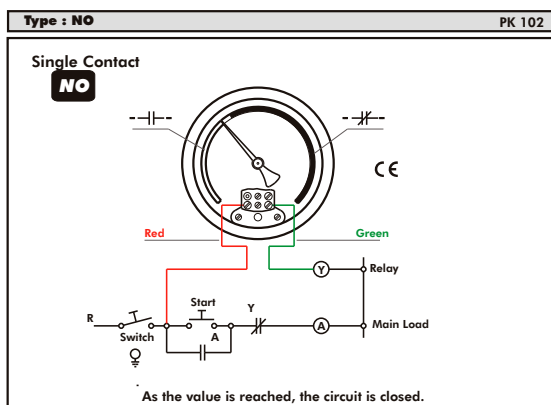 Type : NO PK 102
Single Contact
NO
CE
Red Green
Y Relay
R Switch Start A Y A Main Load
As the value is reached, the circuit is closed.